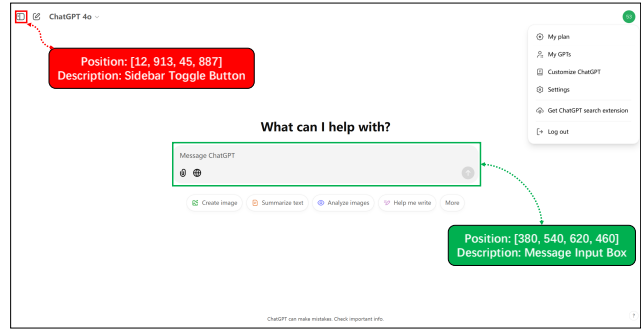 ChatGPT 4o
SJ
My plan
My GPTs
Customize ChatGPT
Settings
Get ChatGPT search extension
Log out
Position: [12, 913, 45, 887]
Description: Sidebar Toggle Button
What can I help with?
Message ChatGPT
Create image Summarize text Analyze images Help me write More
Position: [380, 540, 620, 460]
Description: Message Input Box
ChatGPT can make mistakes. Check important info.
?